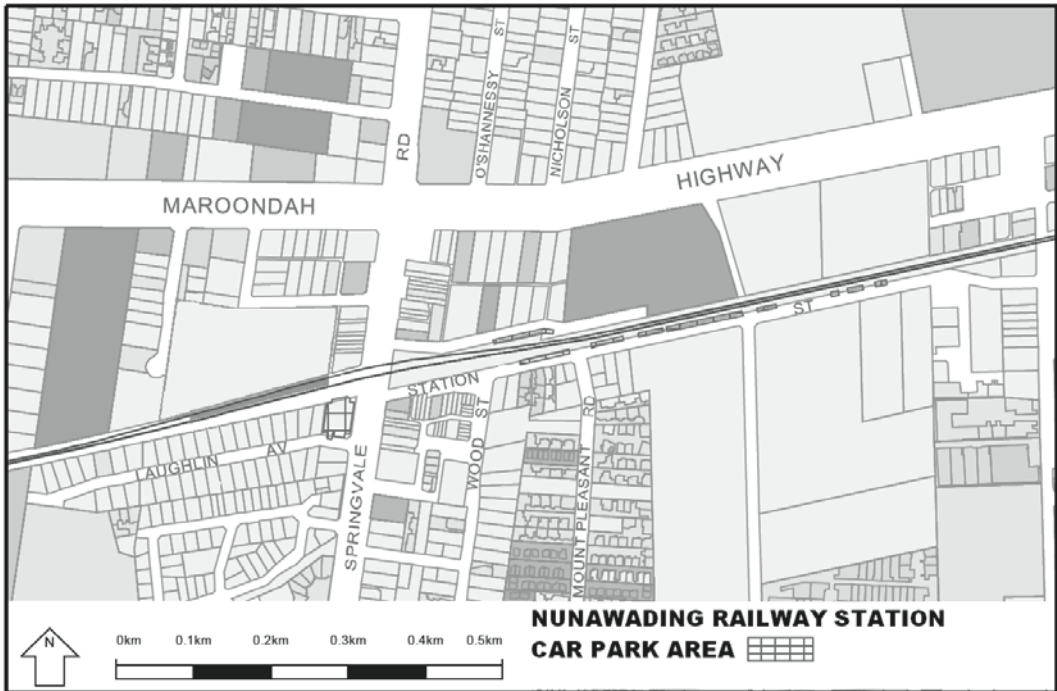 O'SHANNESSY ST
NICHOLSON ST
RD
HIGHWAY
MAROONDAH
ST
STATION
WOOD ST
LAUGHLIN AV
SPRINGVALE
MOUNT PLEASANT RD
N
0km 0.1km 0.2km 0.3km 0.4km 0.5km
NUNAWADING RAILWAY STATION
CAR PARK AREA